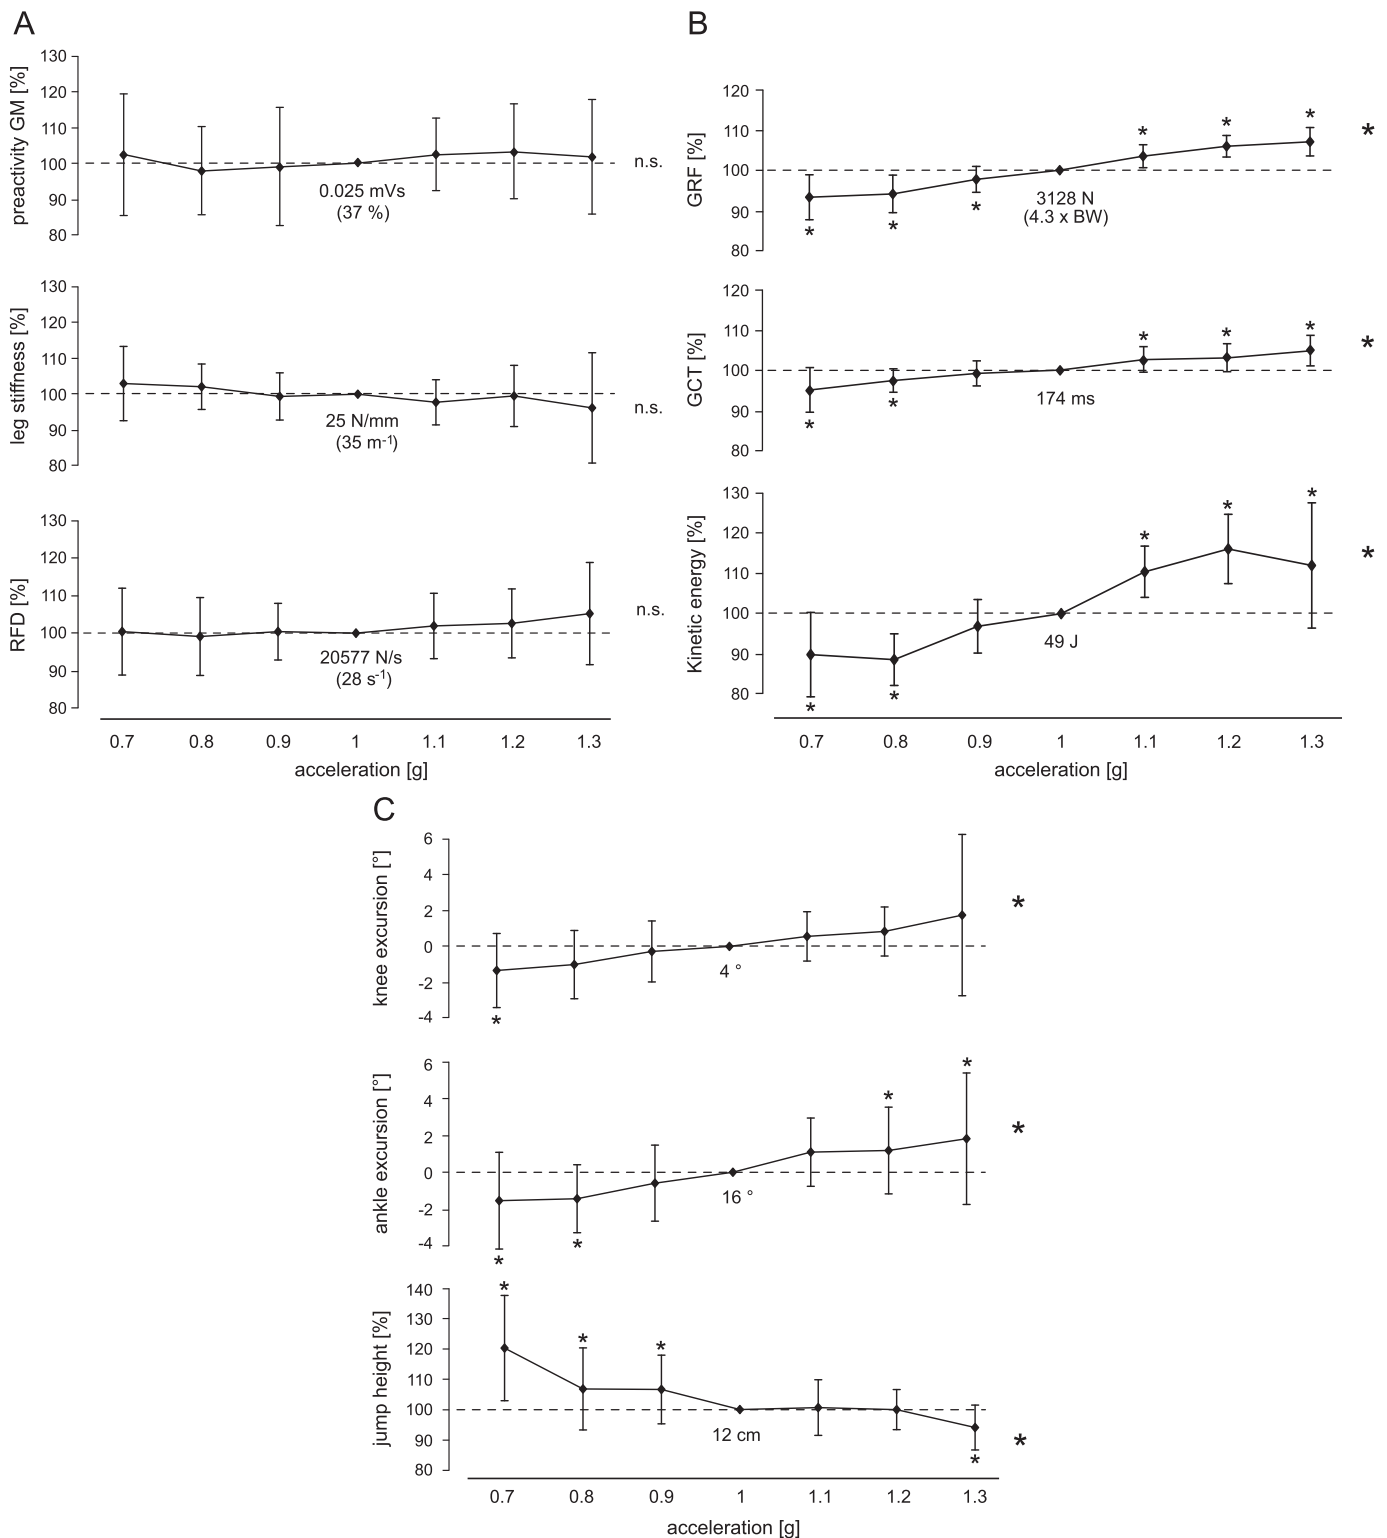 A
preactivity GM [%]
130
120
110
100
90
80
0.025 mVs
(37 %)
n.s.
leg stiffness [%]
130
120
110
100
90
80
25 N/mm
(35 m-1)
n.s.
RFD [%]
130
120
110
100
90
80
20577 N/s
(28 s-1)
n.s.
0.7 0.8 0.9 1 1.1 1.2 1.3
acceleration [g]
B
GRF [%]
120
110
100
90
80
* * * * * *
3128 N
(4.3 x BW)
*
GCT [%]
120
110
100
90
80
* * * * *
174 ms
*
Kinetic energy [%]
130
120
110
100
90
80
* * * * *
49 J
*
0.7 0.8 0.9 1 1.1 1.2 1.3
acceleration [g]
C
knee excursion [°]
6
4
2
0
-2
-4
*
4 °
*
ankle excursion [°]
6
4
2
0
-2
-4
* * * *
16 °
*
jump height [%]
140
130
120
110
100
90
80
* * * *
12 cm
*
0.7 0.8 0.9 1 1.1 1.2 1.3
acceleration [g]